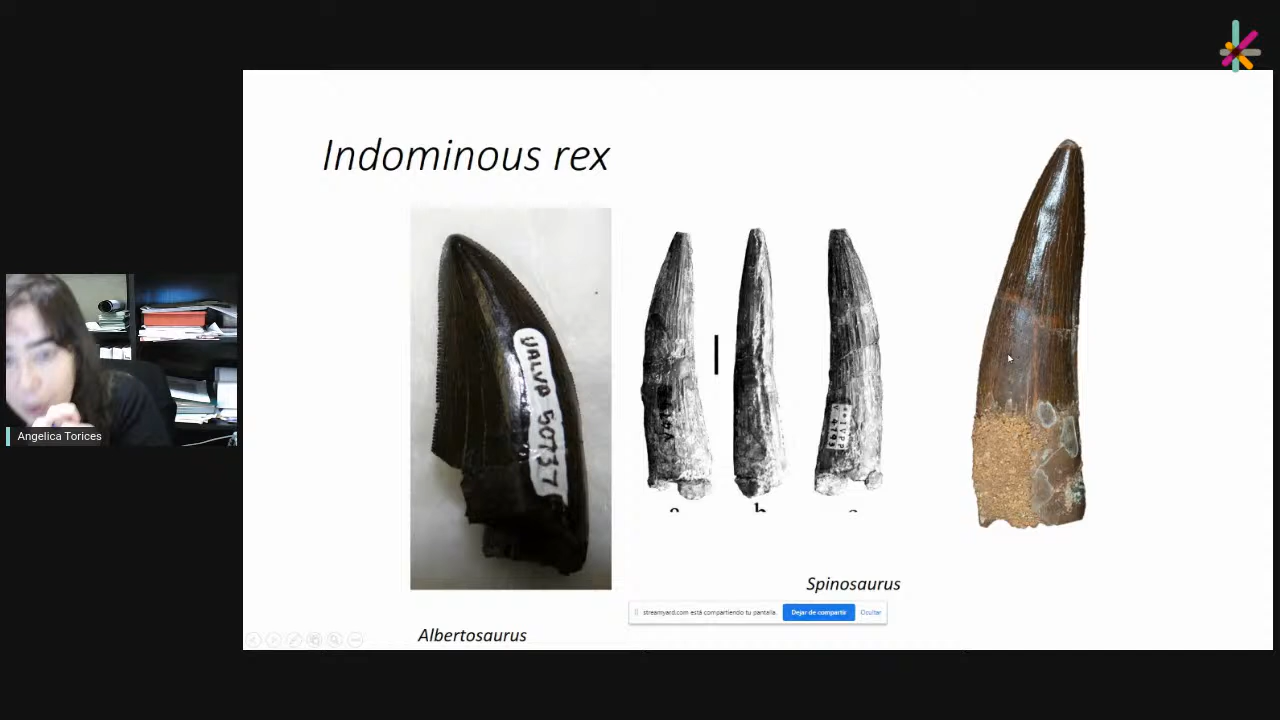 Indominous rex
UALVP 50737
a
b
Spinosaurus
streamyard.com está compartiendo tu pantalla.
Dejar de compartir
Ocultar
Angelica Torices
Albertosaurus